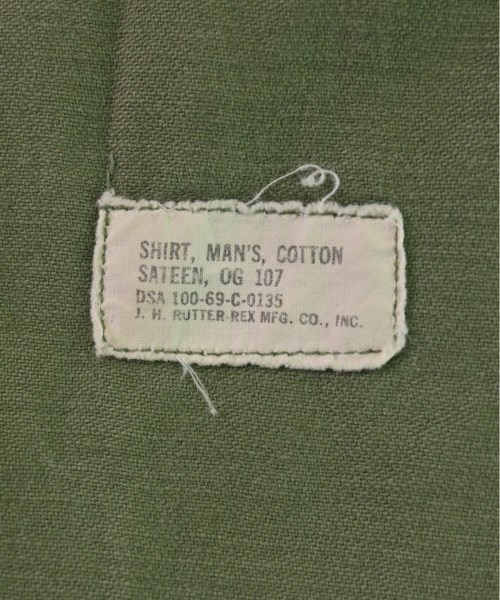 SHIRT, MAN'S, COTTON
SATEEN, OG 107
DSA 100-69-C-0135
J. H. RUTTER-REX MFG. CO., INC.